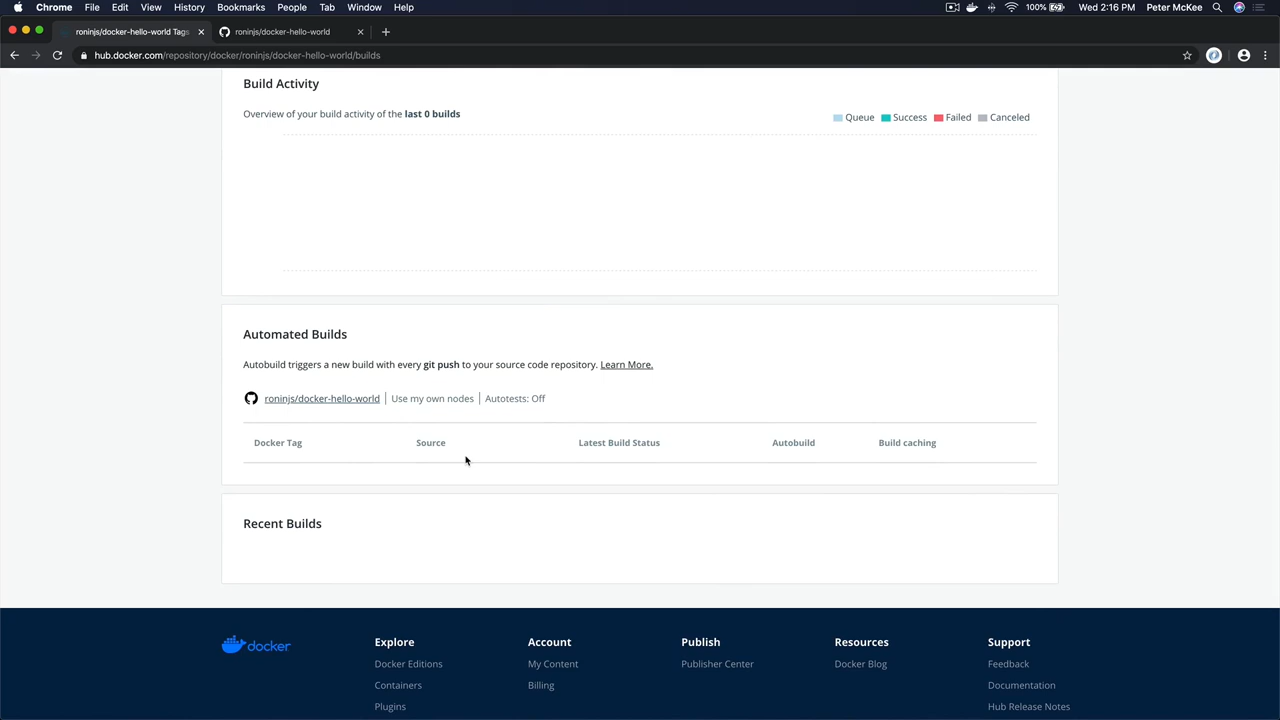 Chrome File Edit View History Bookmarks People Tab Window Help 100% Wed 2:16 PM Peter McKee
roninjs/docker-hello-world Tags roninjs/docker-hello-world
hub.docker.com/repository/docker/roninjs/docker-hello-world/builds
Build Activity
Overview of your build activity of the last 0 builds
Queue Success Failed Canceled
Automated Builds
Autobuild triggers a new build with every git push to your source code repository. Learn More.
roninjs/docker-hello-world Use my own nodes Autotests: Off
Docker Tag Source Latest Build Status Autobuild Build caching
Recent Builds
docker Explore Account Publish Resources Support
Docker Editions My Content Publisher Center Docker Blog Feedback
Containers Billing Documentation
Plugins Hub Release Notes